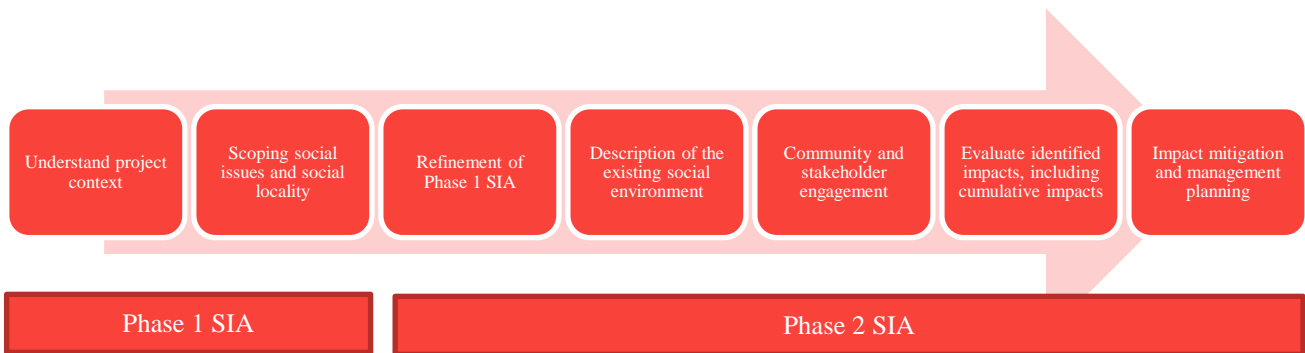 Understand project
context
Scoping social
issues and social
locality
Refinement of
Phase 1 SIA
Description of the
existing social
environment
Community and
stakeholder
engagement
Evaluate identified
impacts, including
cumulative impacts
Impact mitigation
and management
planning
Phase 1 SIA
Phase 2 SIA